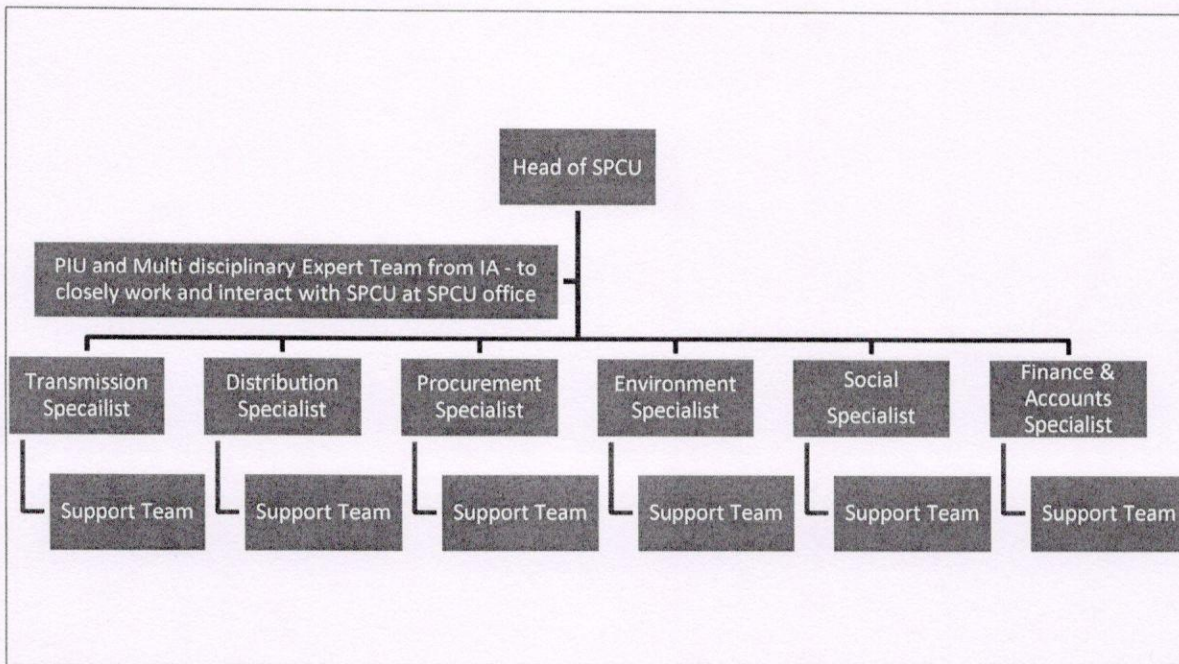 Head of SPCU
PIU and Multi disciplinary Expert Team from IA - to
closely work and interact with SPCU at SPCU office
Transmission
Specailist
Distribution
Specialist
Procurement
Specialist
Environment
Specialist
Social
Specialist
Finance &
Accounts
Specialist
Support Team
Support Team
Support Team
Support Team
Support Team
Support Team